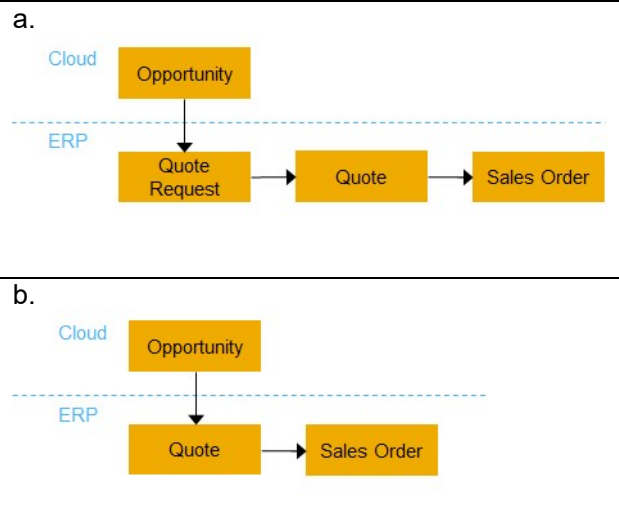 a.
Cloud
Opportunity
ERP
Quote
Request
Quote
Sales Order
b.
Cloud
Opportunity
ERP
Quote
Sales Order